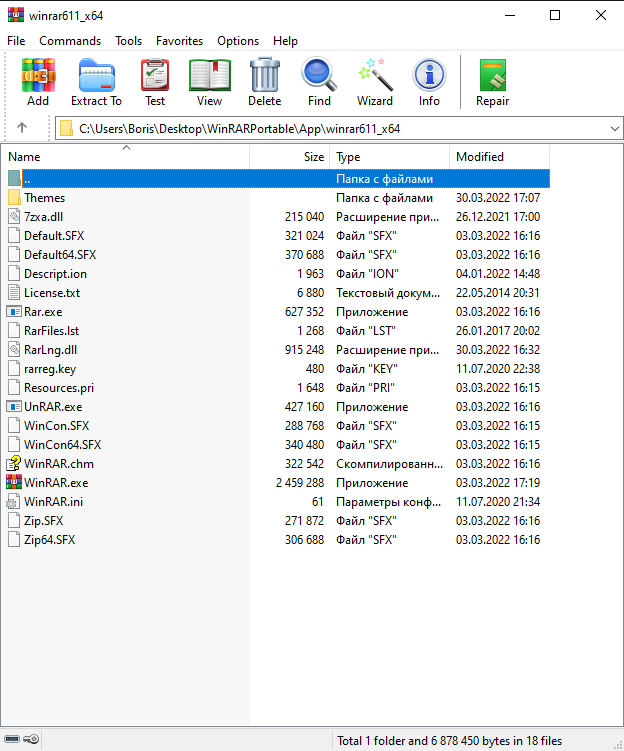 winrar611_x64
File Commands Tools Favorites Options Help
Add Extract To Test View Delete Find Wizard Info Repair
C:\Users\Boris\Desktop\WinRARPortable\App\winrar611_x64
Name Size Type Modified
.. Папка с файлами
Themes Папка с файлами 30.03.2022 17:07
7zxa.dll 215 040 Расширение при... 26.12.2021 17:00
Default.SFX 321 024 Файл "SFX" 03.03.2022 16:16
Default64.SFX 370 688 Файл "SFX" 03.03.2022 16:16
Descript.ion 1 963 Файл "ION" 04.01.2022 14:48
License.txt 6 880 Текстовый докум... 22.05.2014 20:31
Rar.exe 627 352 Приложение 03.03.2022 16:16
RarFiles.lst 1 268 Файл "LST" 26.01.2017 20:02
RarLng.dll 915 248 Расширение при... 30.03.2022 16:32
rarreg.key 480 Файл "KEY" 11.07.2020 22:38
Resources.pri 1 648 Файл "PRI" 03.03.2022 16:15
UnRAR.exe 427 160 Приложение 03.03.2022 16:16
WinCon.SFX 288 768 Файл "SFX" 03.03.2022 16:15
WinCon64.SFX 340 480 Файл "SFX" 03.03.2022 16:15
WinRAR.chm 322 542 Скомпилированн... 03.03.2022 16:16
WinRAR.exe 2 459 288 Приложение 03.03.2022 17:19
WinRAR.ini 61 Параметры конф... 11.07.2020 21:34
Zip.SFX 271 872 Файл "SFX" 03.03.2022 16:16
Zip64.SFX 306 688 Файл "SFX" 03.03.2022 16:16
Total 1 folder and 6 878 450 bytes in 18 files